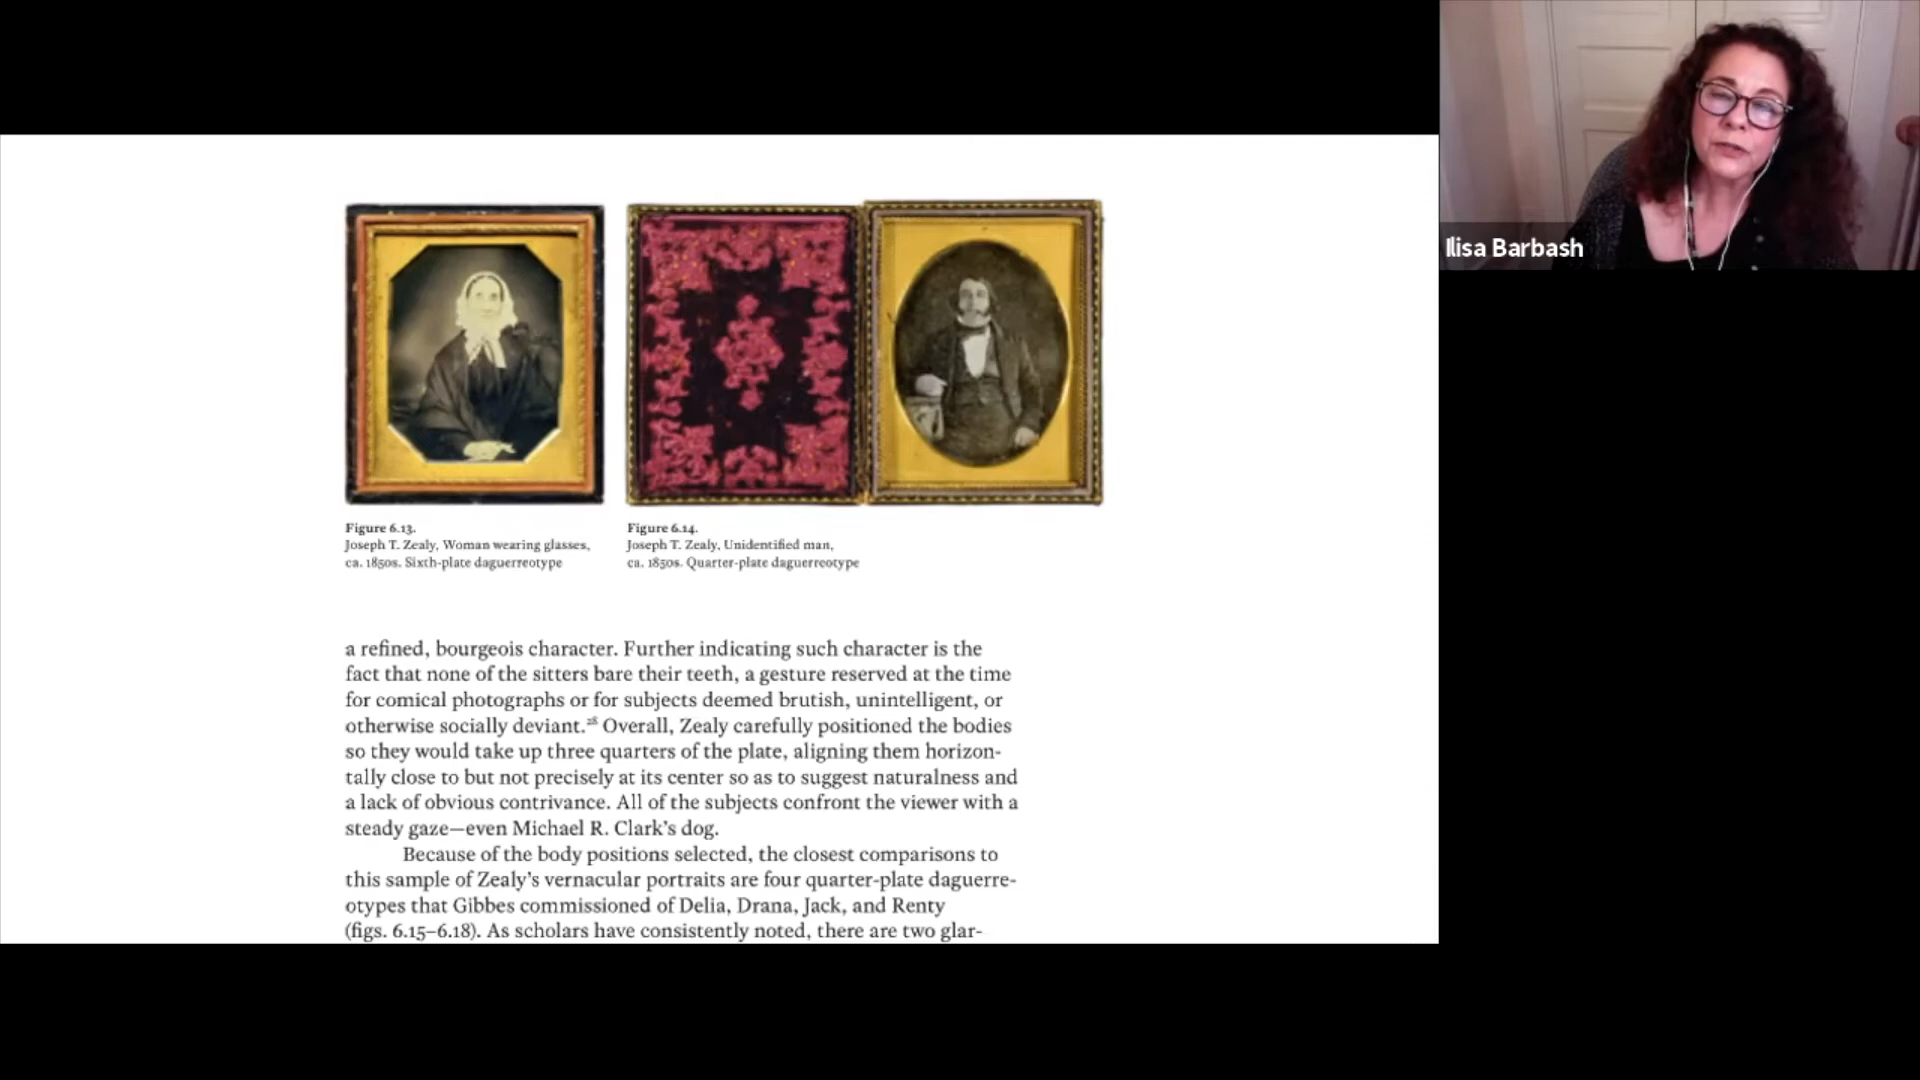 Ilisa Barbash
Figure 6.13.
Joseph T. Zealy, Woman wearing glasses,
ca. 1850s. Sixth-plate daguerreotype
Figure 6.14.
Joseph T. Zealy, Unidentified man,
ca. 1850s. Quarter-plate daguerreotype
a refined, bourgeois character. Further indicating such character is the
fact that none of the sitters bare their teeth, a gesture reserved at the time
for comical photographs or for subjects deemed brutish, unintelligent, or
otherwise socially deviant.²⁸ Overall, Zealy carefully positioned the bodies
so they would take up three quarters of the plate, aligning them horizon-
tally close to but not precisely at its center so as to suggest naturalness and
a lack of obvious contrivance. All of the subjects confront the viewer with a
steady gaze—even Michael R. Clark's dog.
Because of the body positions selected, the closest comparisons to
this sample of Zealy's vernacular portraits are four quarter-plate daguerre-
otypes that Gibbes commissioned of Delia, Drana, Jack, and Renty
(figs. 6.15–6.18). As scholars have consistently noted, there are two glar-